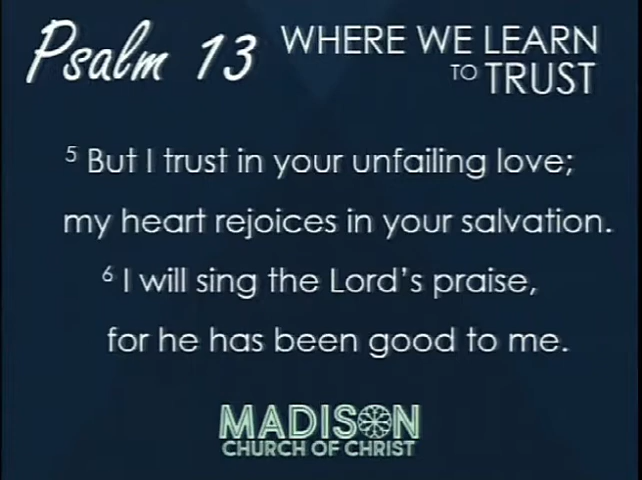 Psalm 13 WHERE WE LEARN
TO TRUST
5 But I trust in your unfailing love;
my heart rejoices in your salvation.
6 I will sing the Lord's praise,
for he has been good to me.
MADISON
CHURCH OF CHRIST